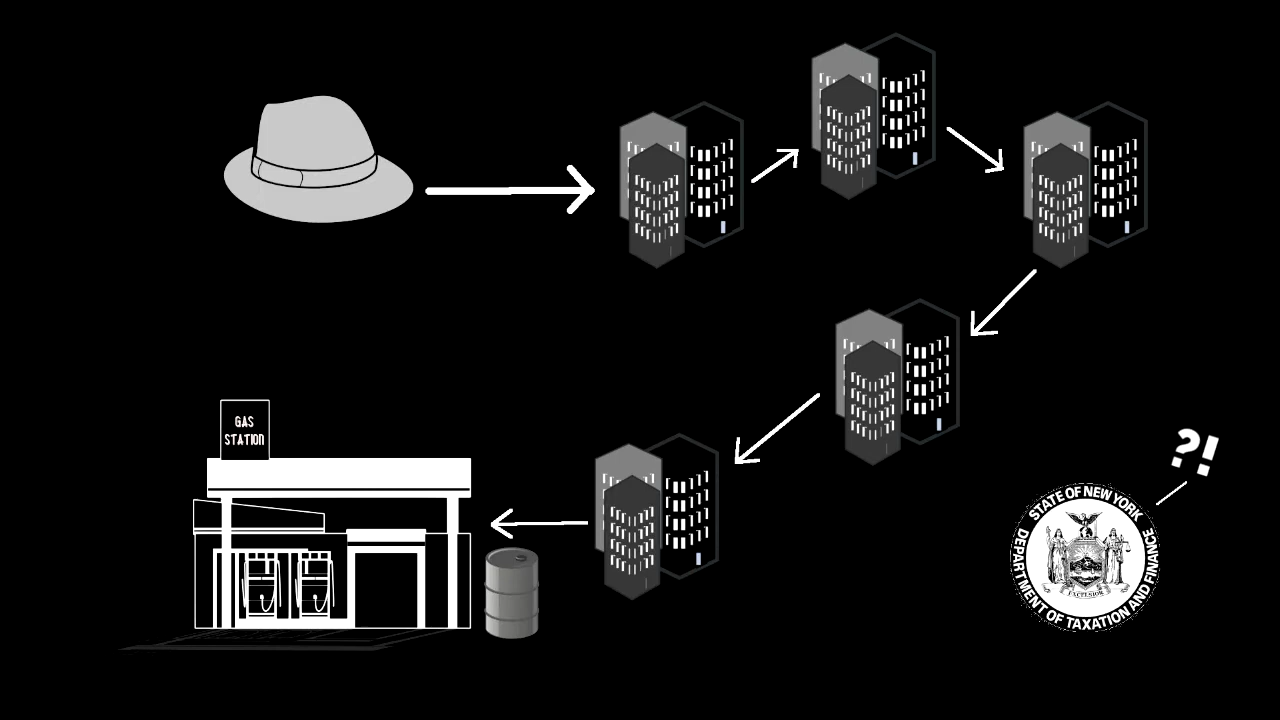 GAS
STATION
?!
STATE OF NEW YORK
DEPARTMENT OF TAXATION AND FINANCE
EXCELSIOR